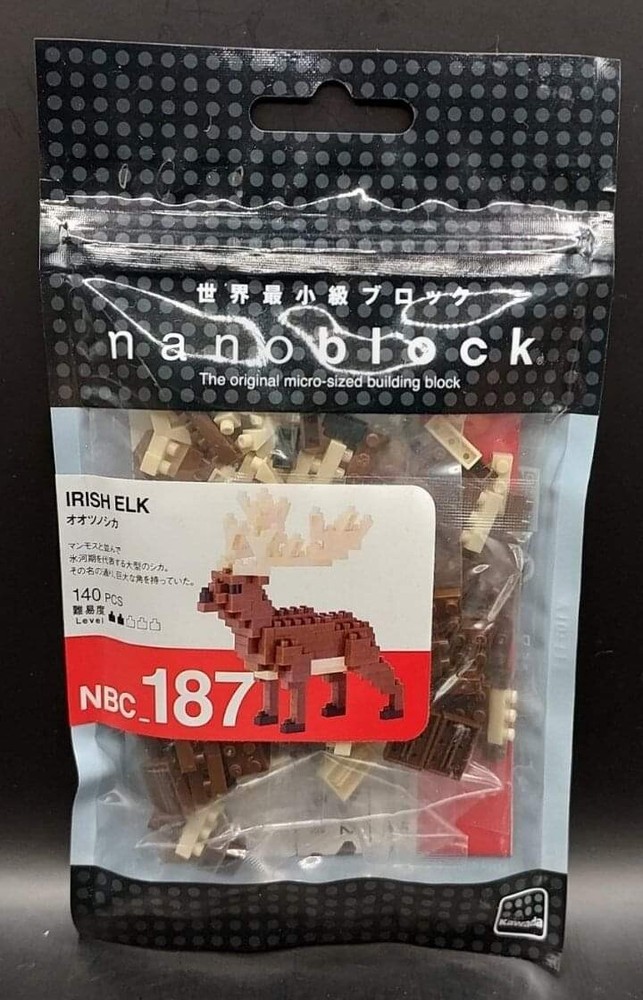 世界最小級ブロック
nanoblock
The original micro-sized building block
IRISH ELK
オオツノシカ
マンモスと並んで
氷河期を代表する大型のシカ。
その名の通り、巨大な角を持っていた。
140 PCS
難易度
Level
NBC_187
Kawada